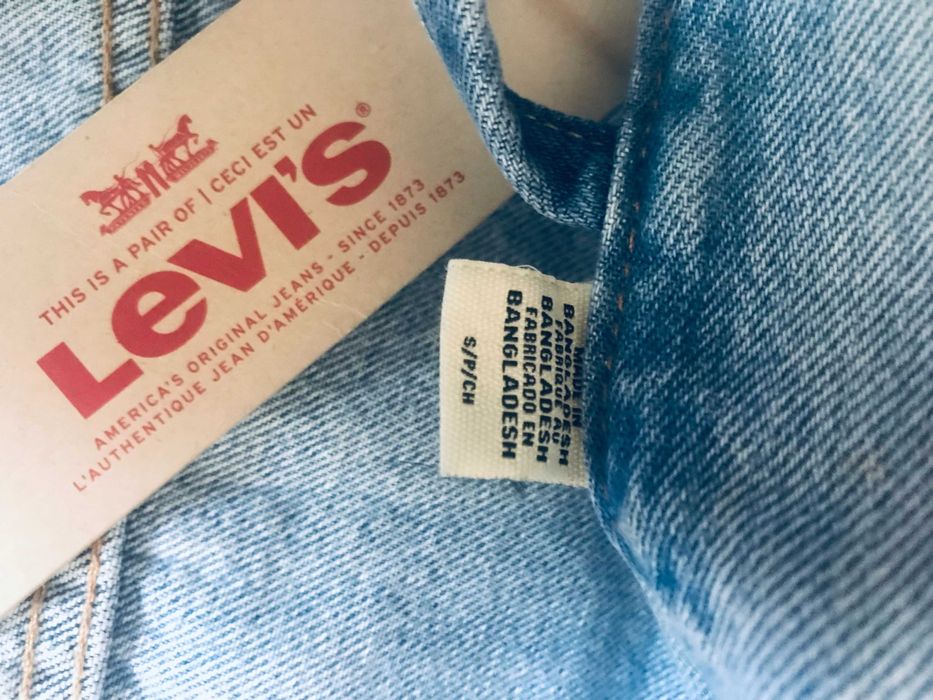 THIS IS A PAIR OF | CECI EST UN
Levi's®
AMERICA'S ORIGINAL JEANS - SINCE 1873
L'AUTHENTIQUE JEAN D'AMÉRIQUE - DEPUIS 1873
MADE IN
BANGLADESH
FABRIQUE AU
BANGLADESH
FABRICADO EN
BANGLADESH
S/P/CH